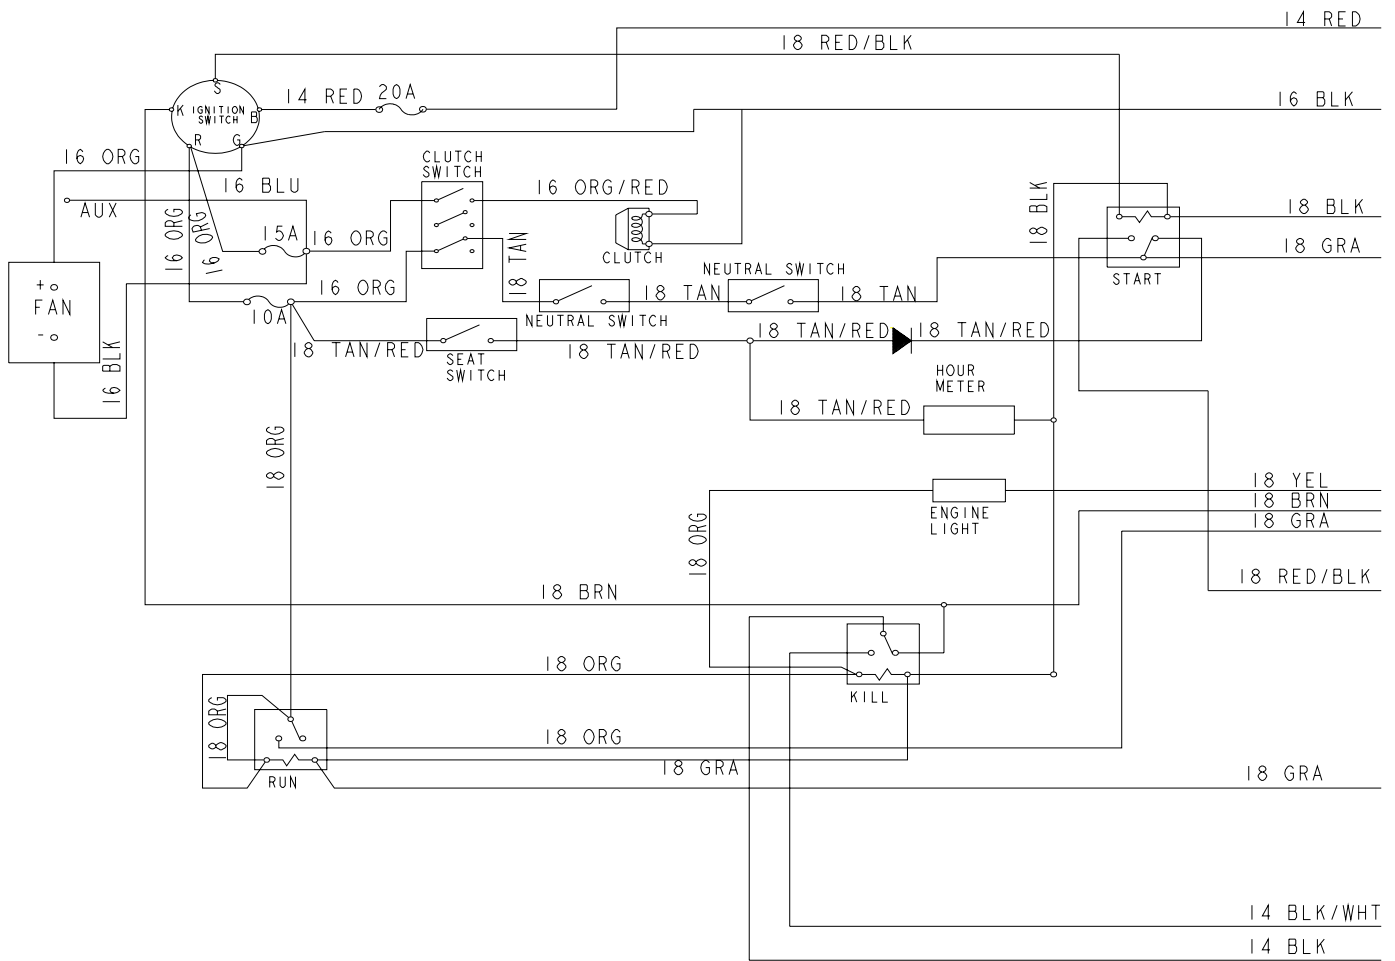 14 RED
18 RED/BLK
S
14 RED
20A
K
IGNITION
SWITCH
B
16 BLK
R
G
16 ORG
CLUTCH
SWITCH
16 BLU
16 ORG/RED
AUX
18 BLK
18 BLK
16 ORG
16 ORG
15A
16 ORG
18 TAN
18 GRA
CLUTCH
NEUTRAL SWITCH
START
+
FAN
-
16 ORG
18 TAN
18 TAN
10A
NEUTRAL SWITCH
18 TAN/RED
18 TAN/RED
18 TAN/RED
18 TAN/RED
SEAT
SWITCH
16 BLK
HOUR
METER
18 TAN/RED
18 ORG
18 YEL
18 BRN
18 GRA
ENGINE
LIGHT
18 ORG
18 RED/BLK
18 BRN
18 ORG
KILL
18 ORG
18 ORG
18 GRA
18 GRA
RUN
14 BLK/WHT
14 BLK